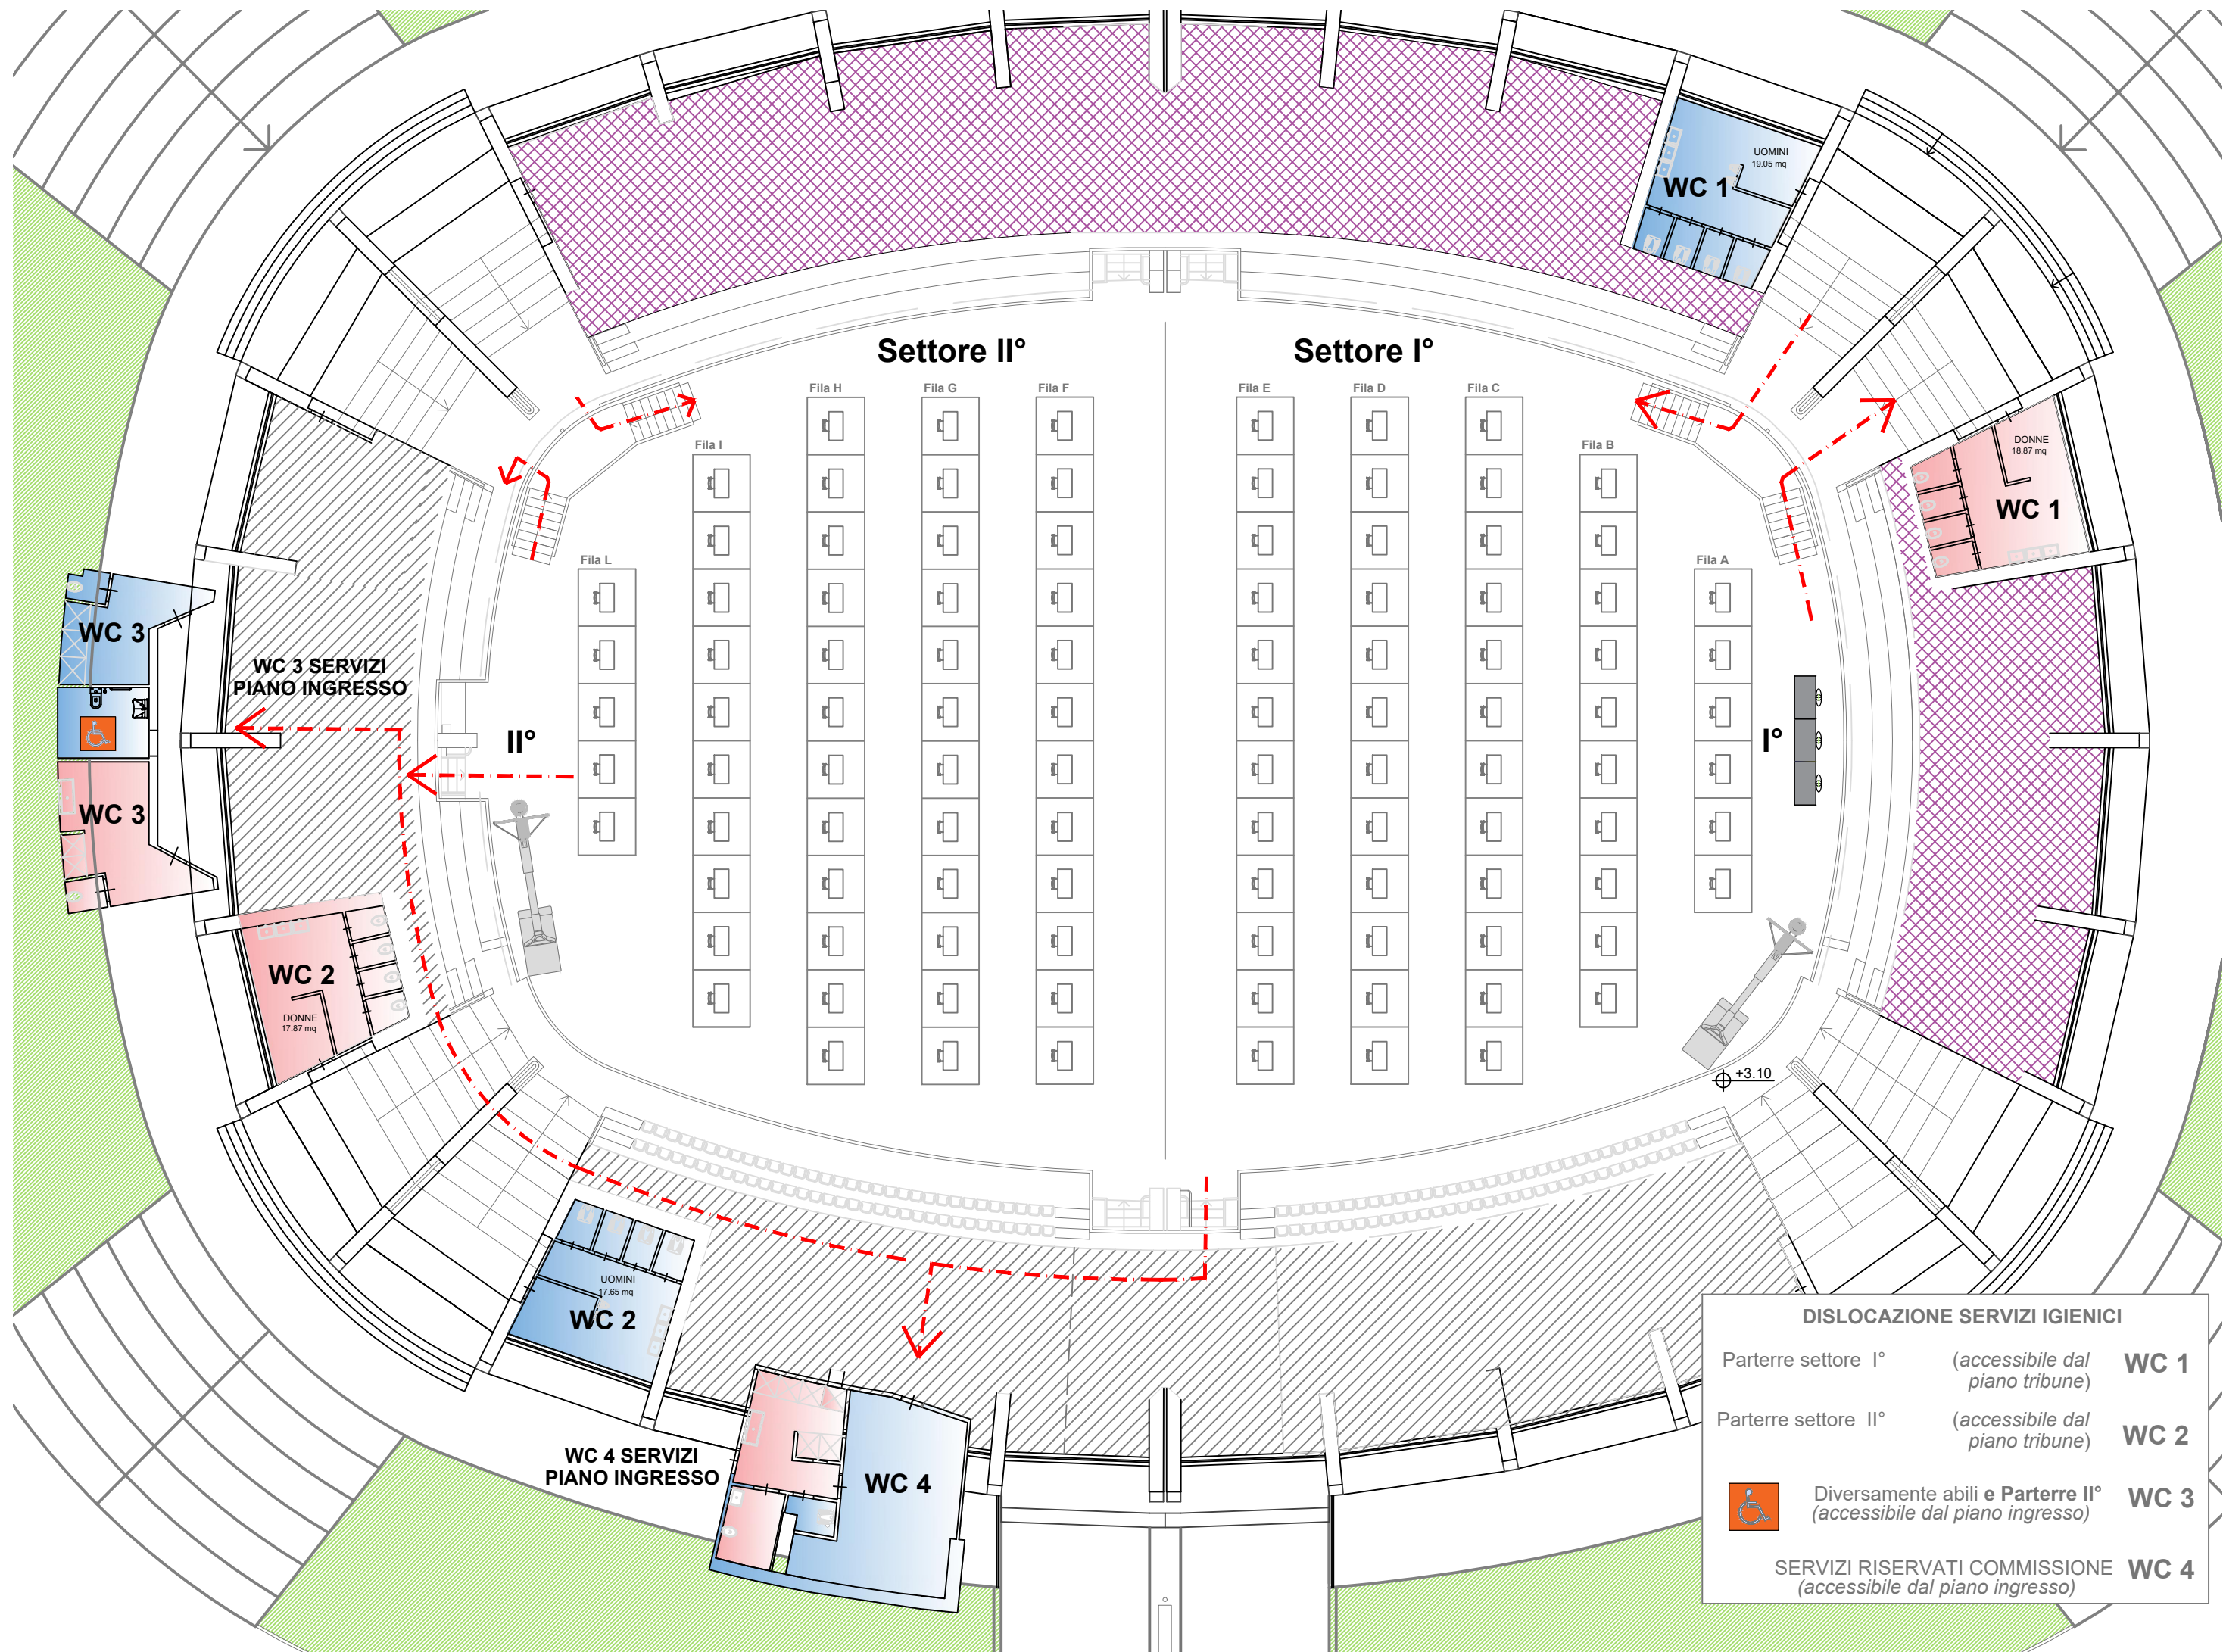 UOMINI
19.05 mq
WC 1
Settore II°
Settore I°
Fila H
Fila G
Fila F
Fila E
Fila D
Fila C
Fila I
Fila B
DONNE
18.87 mq
WC 1
Fila L
Fila A
WC 3
WC 3 SERVIZI
PIANO INGRESSO
II°
I°
WC 3
WC 2
DONNE
17.87 mq
+3.10
UOMINI
17.65 mq
WC 2
WC 4 SERVIZI
PIANO INGRESSO
WC 4
DISLOCAZIONE SERVIZI IGIENICI
Parterre settore I° (accessibile dal WC 1
piano tribune)
Parterre settore II° (accessibile dal WC 2
piano tribune)
Diversamente abili e Parterre II° WC 3
(accessibile dal piano ingresso)
SERVIZI RISERVATI COMMISSIONE WC 4
(accessibile dal piano ingresso)